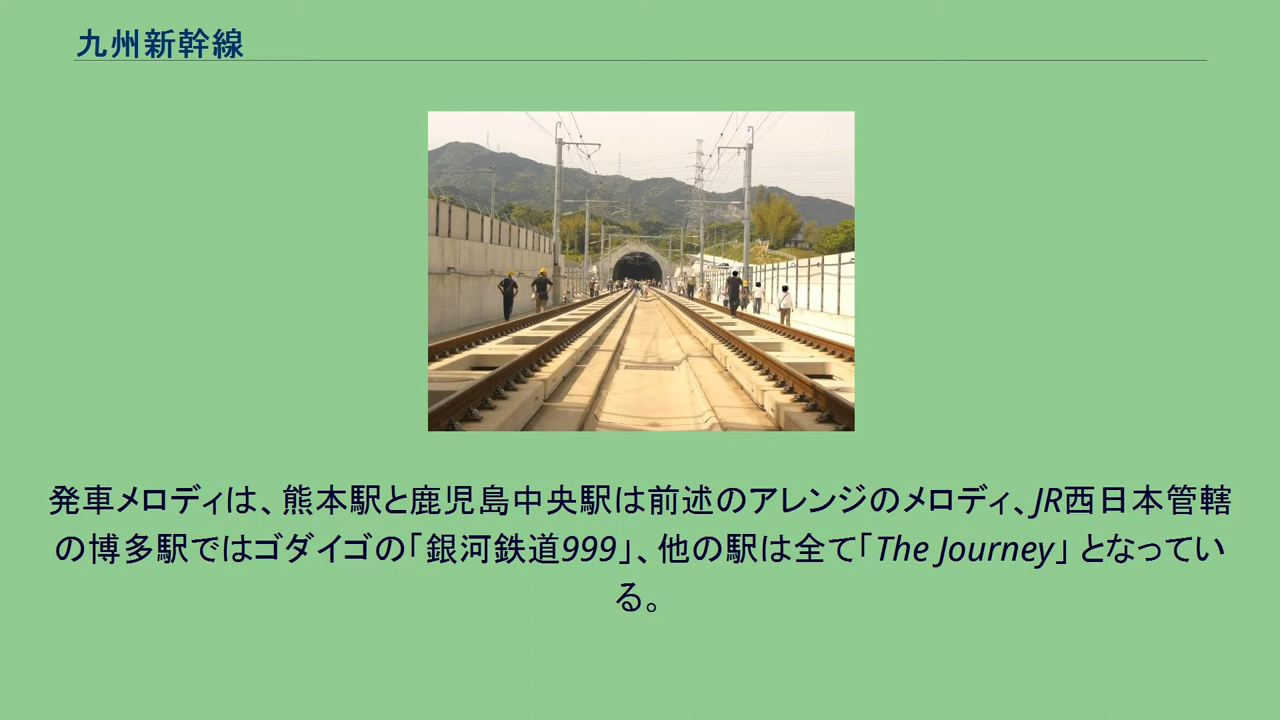 九州新幹線
発車メロディは、熊本駅と鹿児島中央駅は前述のアレンジのメロディ、JR西日本管轄
の博多駅ではゴダイゴの「銀河鉄道999」、他の駅は全て「The Journey」となってい
る。